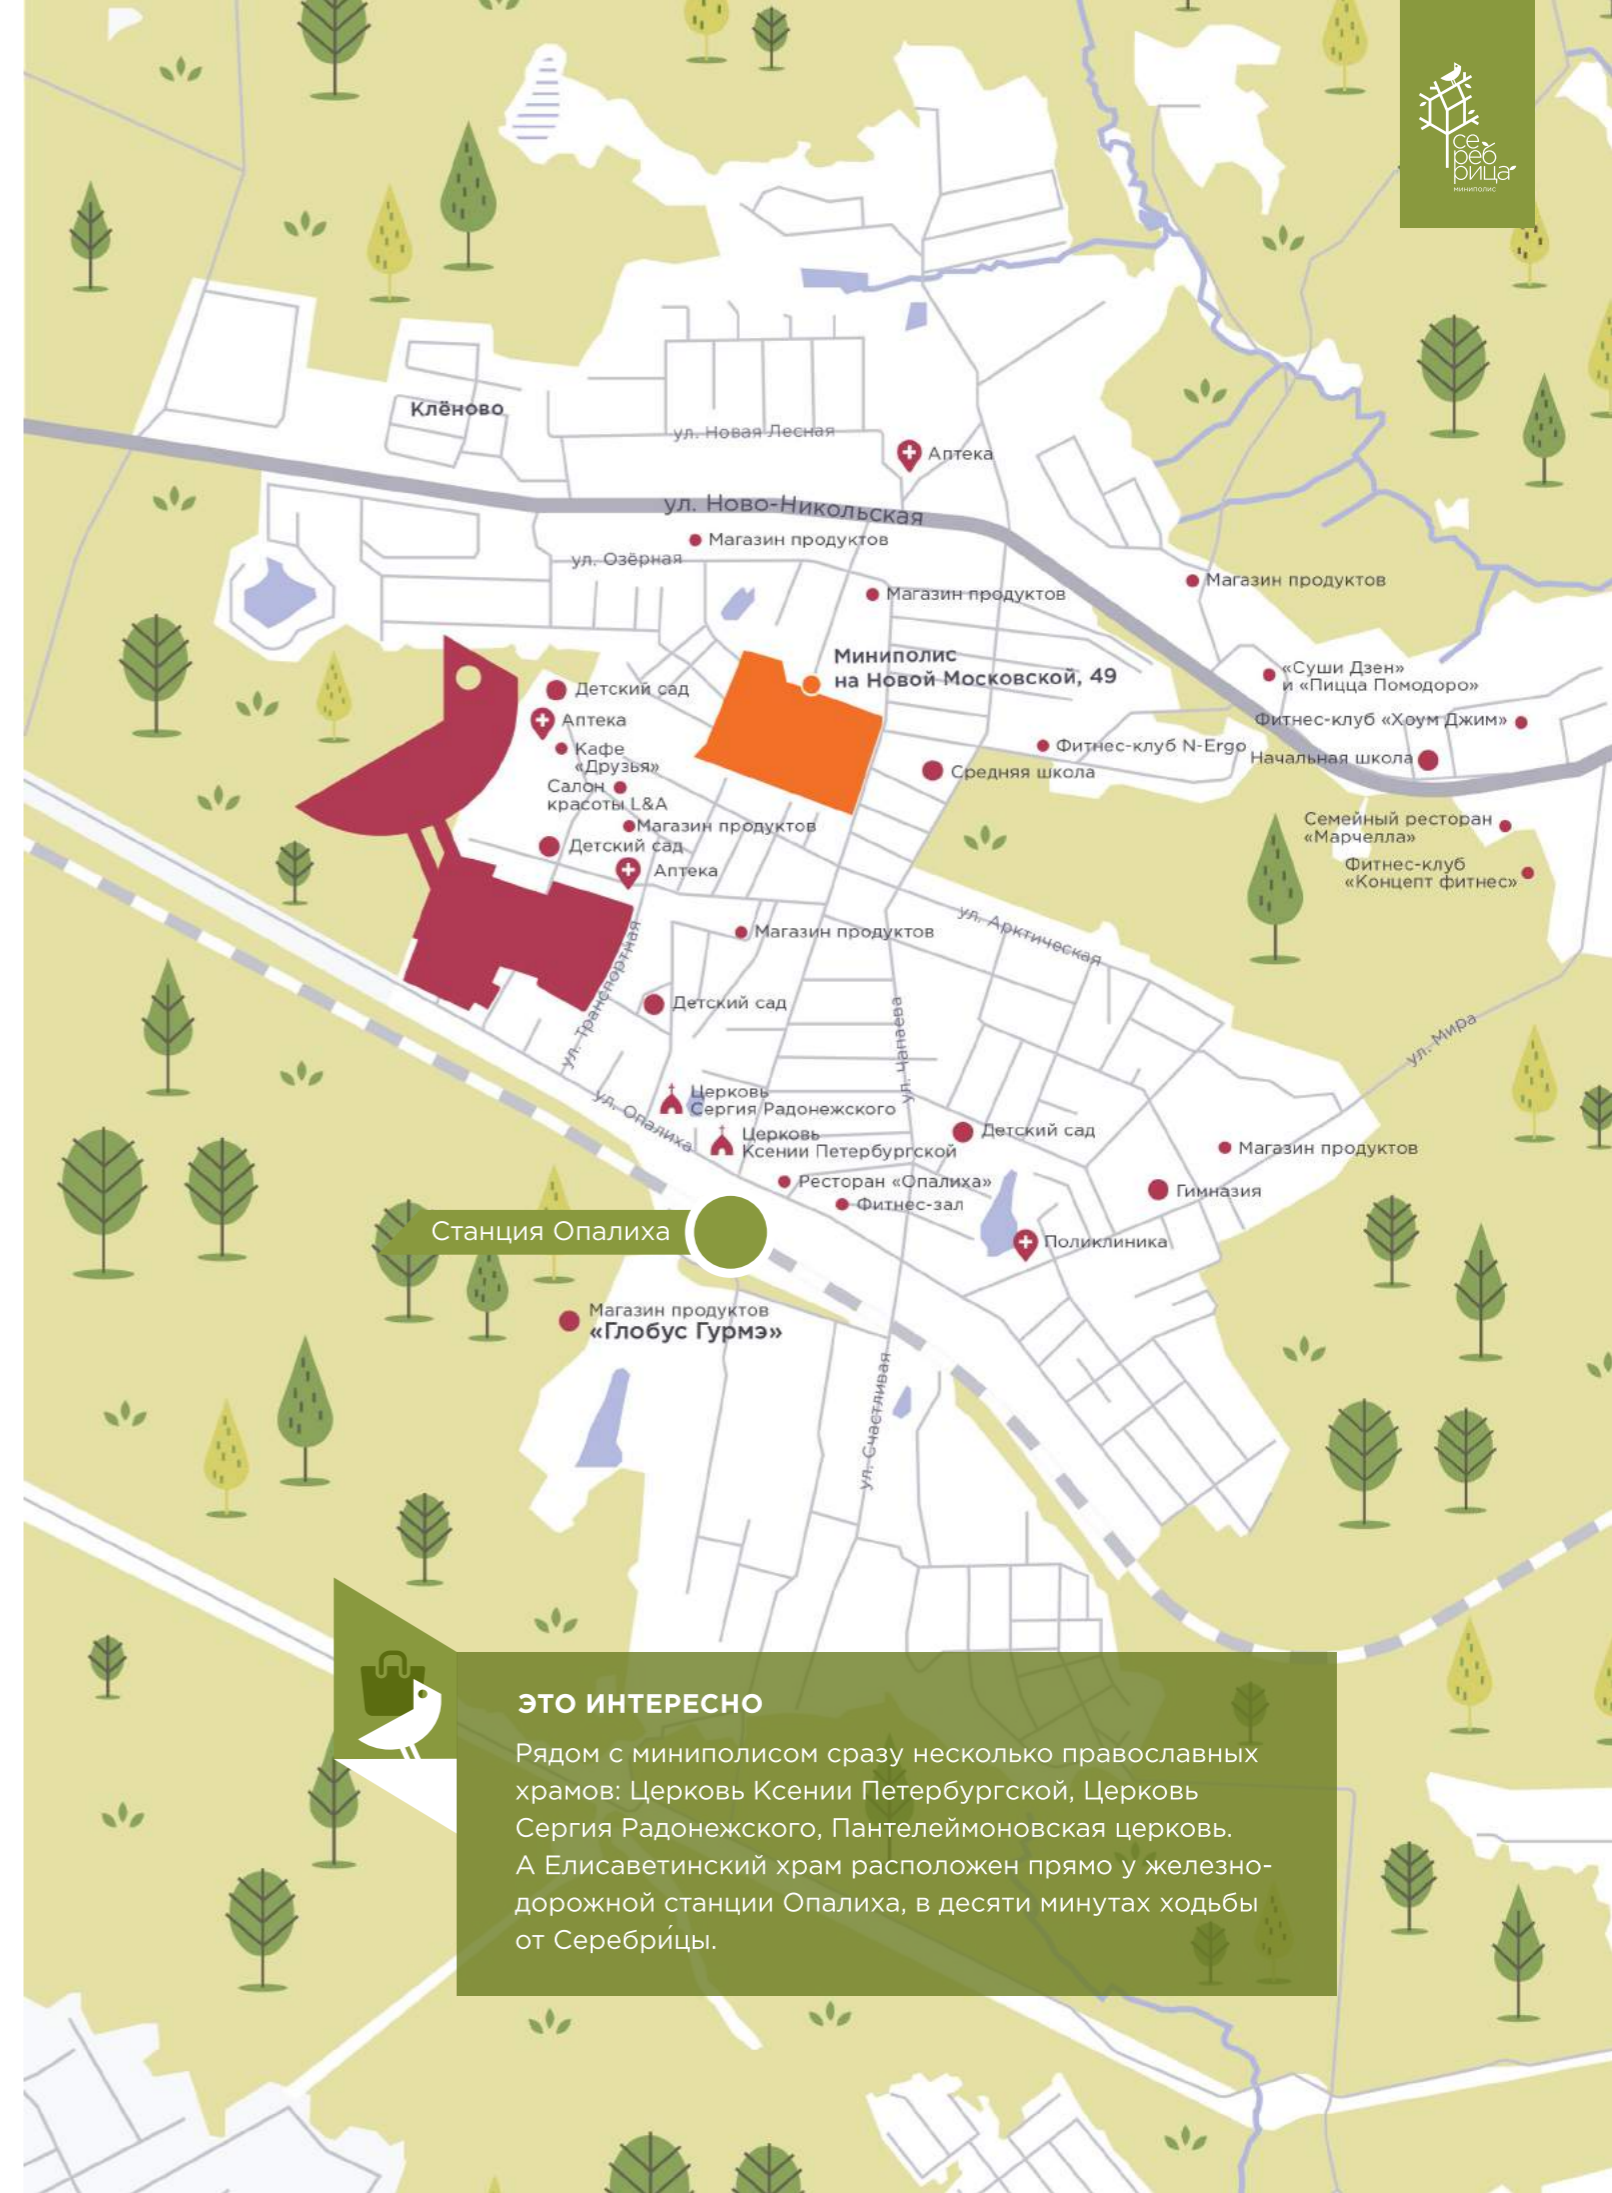 се
реб
рица
миниполис
Клёново
ул. Новая Лесная
Аптека
ул. Ново-Никольская
Магазин продуктов
ул. Озёрная
Магазин продуктов
Магазин продуктов
Миниполис
на Новой Московской, 49
«Суши Дзен»
и «Пицца Помодоро»
Детский сад
Аптека
Фитнес-клуб «Хоум Джим»
Кафе
«Друзья»
Фитнес-клуб N-Ergo
Начальная школа
Средняя школа
Салон
красоты L&A
Магазин продуктов
Семейный ресторан
«Марчелла»
Детский сад
Аптека
Фитнес-клуб
«Концепт фитнес»
ул. Арктическая
Магазин продуктов
ул. Транспортная
Детский сад
ул. Чапаева
ул. Мира
Церковь
Сергия Радонежского
ул. Опалиха
Церковь
Ксении Петербургской
Детский сад
Магазин продуктов
Ресторан «Опалиха»
Гимназия
Фитнес-зал
Станция Опалиха
Поликлиника
Магазин продуктов
«Глобус Гурмэ»
ул. Счастливая
ЭТО ИНТЕРЕСНО
Рядом с миниполисом сразу несколько православных
храмов: Церковь Ксении Петербургской, Церковь
Сергия Радонежского, Пантелеймоновская церковь.
А Елисаветинский храм расположен прямо у железно-
дорожной станции Опалиха, в десяти минутах ходьбы
от Серебри́цы.